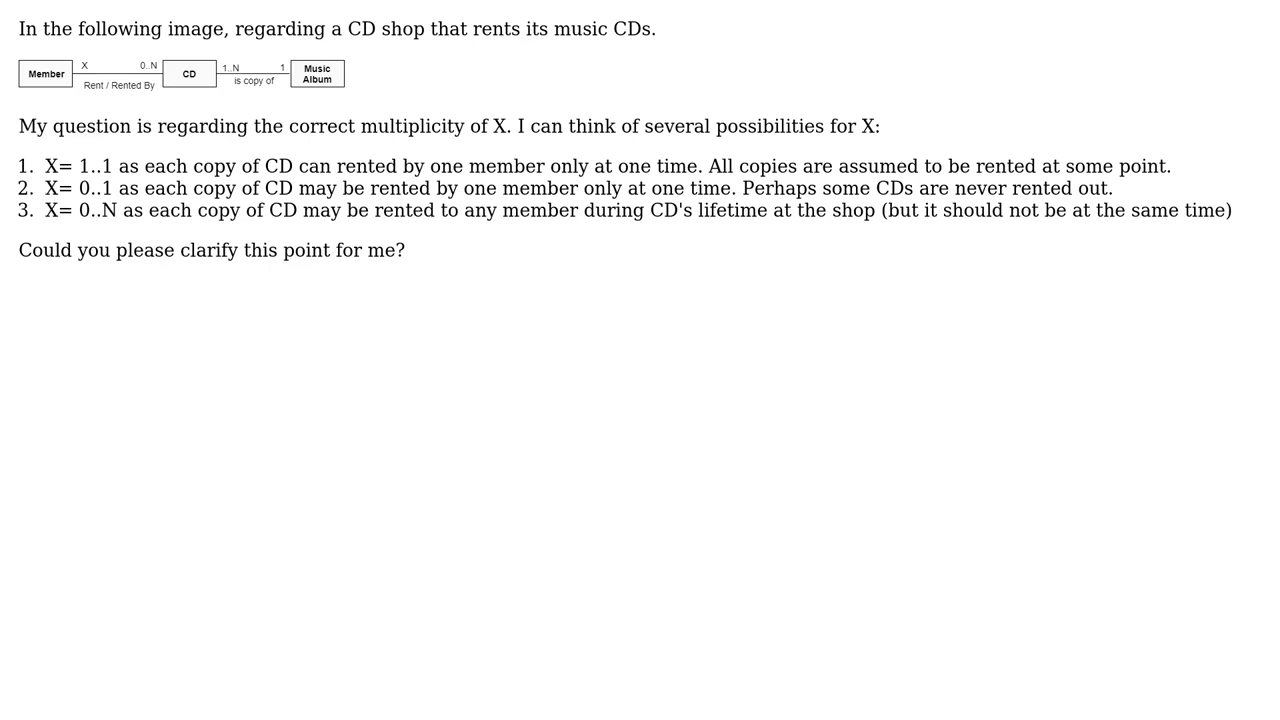 In the following image, regarding a CD shop that rents its music CDs.
Member X 0..N CD 1..N 1 Music
Rent / Rented By is copy of Album
My question is regarding the correct multiplicity of X. I can think of several possibilities for X:
1. X= 1..1 as each copy of CD can rented by one member only at one time. All copies are assumed to be rented at some point.
2. X= 0..1 as each copy of CD may be rented by one member only at one time. Perhaps some CDs are never rented out.
3. X= 0..N as each copy of CD may be rented to any member during CD's lifetime at the shop (but it should not be at the same time)
Could you please clarify this point for me?